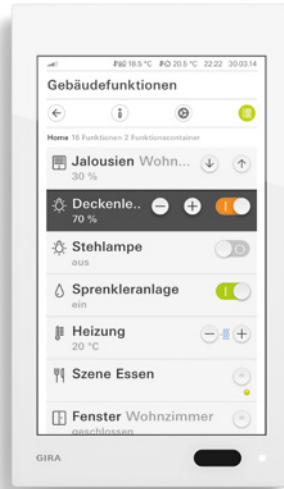 18.5 °C 20.5 °C 22:22 30.03.14
Gebäudefunktionen
Home 16 Funktionen 2 Funktionscontainer
Jalousien Wohn...
30 %
Deckenle..
70 %
Stehlampe
aus
Sprenkleranlage
ein
Heizung
20 °C
Szene Essen
Fenster Wohnzimmer
geschlossen
GIRA